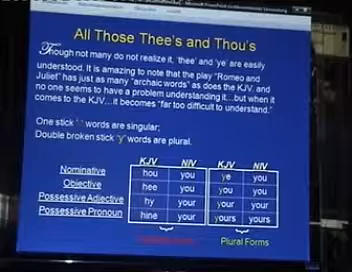 All Those Thee's and Thou's
Though not many do not realize it, 'thee' and 'ye' are easily
understood. It is amazing to note that the play "Romeo and
Juliet" has just as many "archaic words" as does the KJV, and
no one seems to have a problem understanding it...but when it
comes to the KJV...it becomes "far too difficult to understand."
One stick ' ' words are singular;
Double broken stick 'y' words are plural.
KJV NIV KJV NIV
Nominative hou you ye you
Objective hee you you you
Possessive Adjective hy your your your
Possessive Pronoun hine your yours yours
Plural Forms